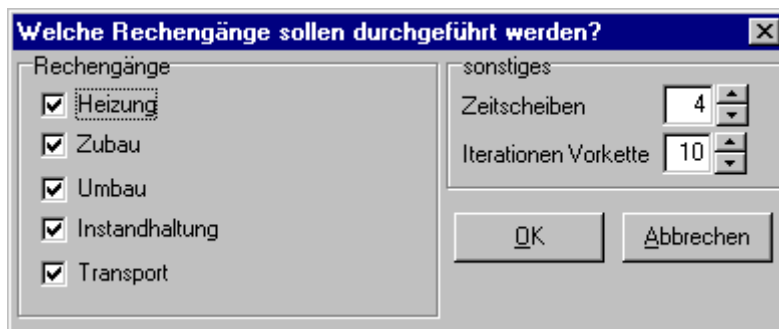 Welche Rechengänge sollen durchgeführt werden?
Rechengänge
Heizung
Zubau
Umbau
Instandhaltung
Transport
sonstiges
Zeitscheiben 4
Iterationen Vorkette 10
OK Abbrechen